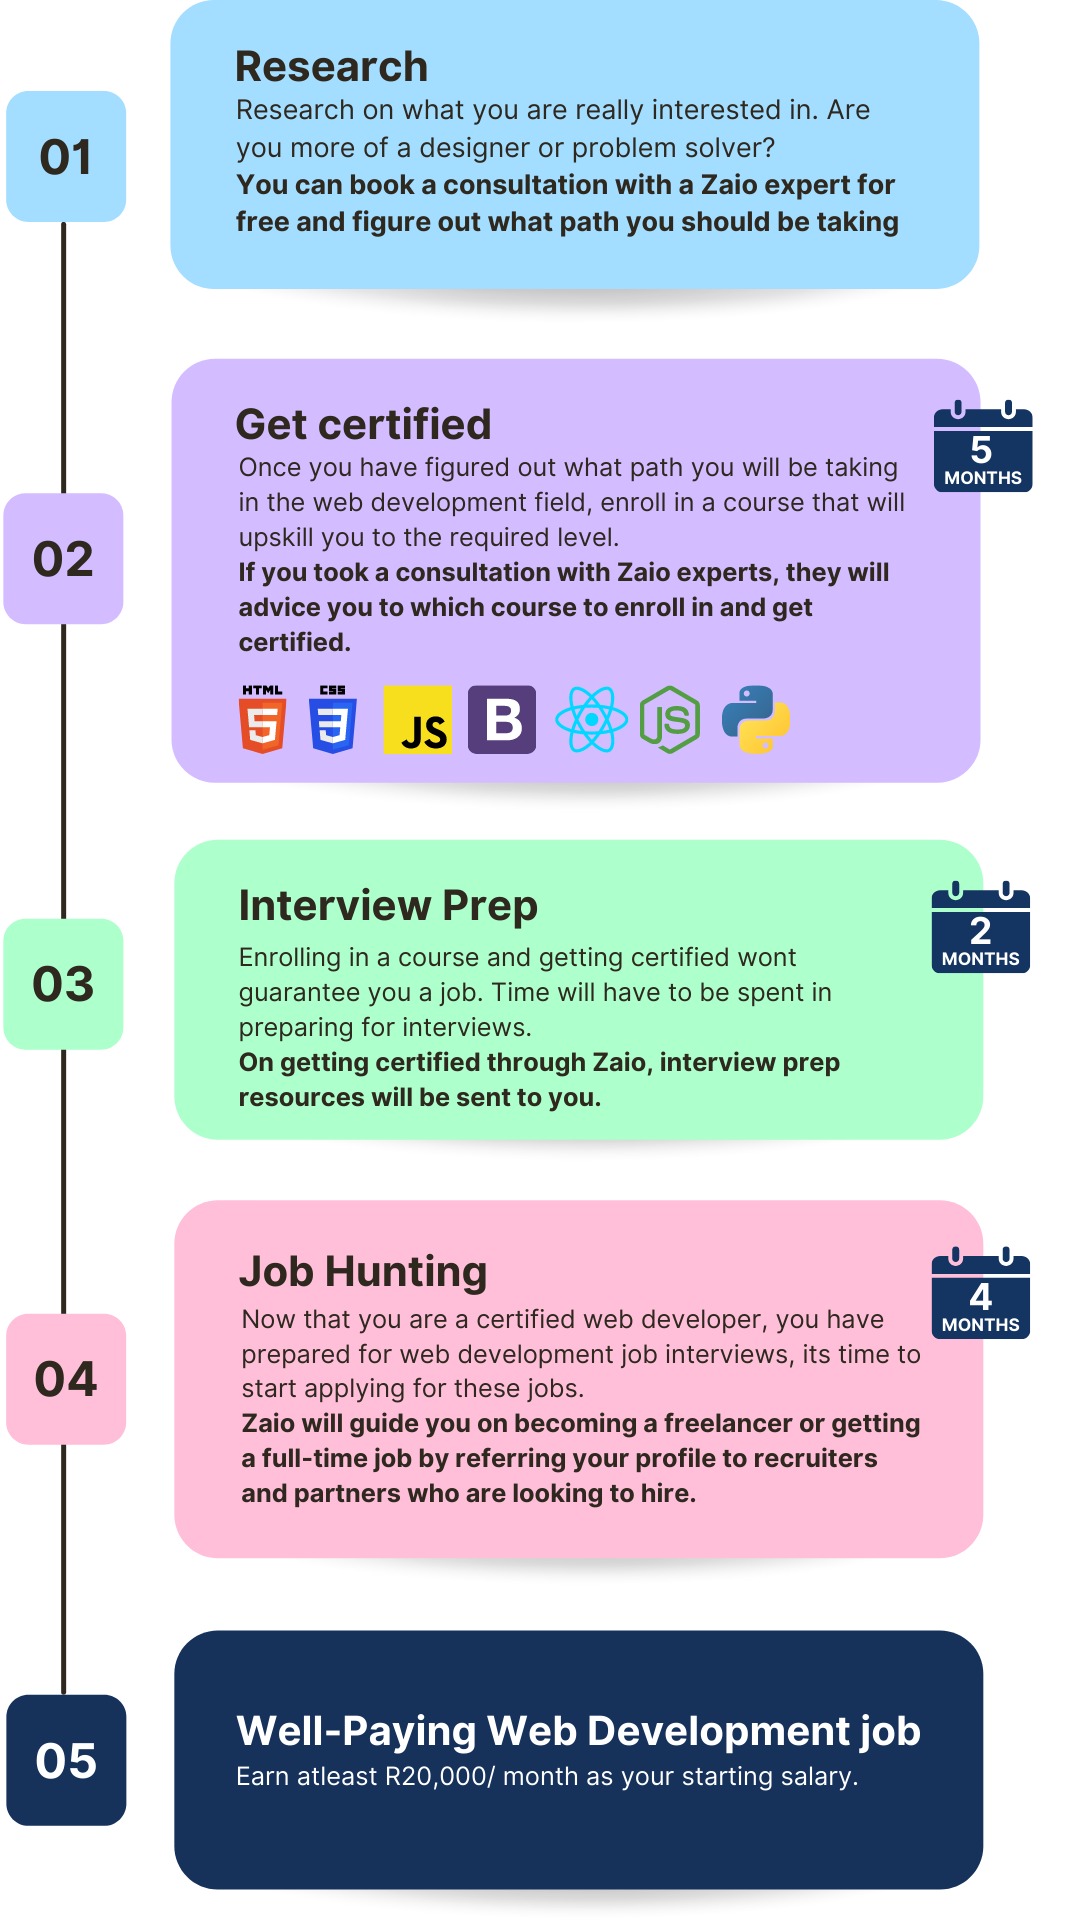 01
Research
Research on what you are really interested in. Are
you more of a designer or problem solver?
You can book a consultation with a Zaio expert for
free and figure out what path you should be taking
02
Get certified
Once you have figured out what path you will be taking
in the web development field, enroll in a course that will
upskill you to the required level.
If you took a consultation with Zaio experts, they will
advice you to which course to enroll in and get
certified.
5
MONTHS
HTML
5
CSS
3
JS
B
JS
03
Interview Prep
Enrolling in a course and getting certified wont
guarantee you a job. Time will have to be spent in
preparing for interviews.
On getting certified through Zaio, interview prep
resources will be sent to you.
2
MONTHS
04
Job Hunting
Now that you are a certified web developer, you have
prepared for web development job interviews, its time to
start applying for these jobs.
Zaio will guide you on becoming a freelancer or getting
a full-time job by referring your profile to recruiters
and partners who are looking to hire.
4
MONTHS
05
Well-Paying Web Development job
Earn atleast R20,000/ month as your starting salary.